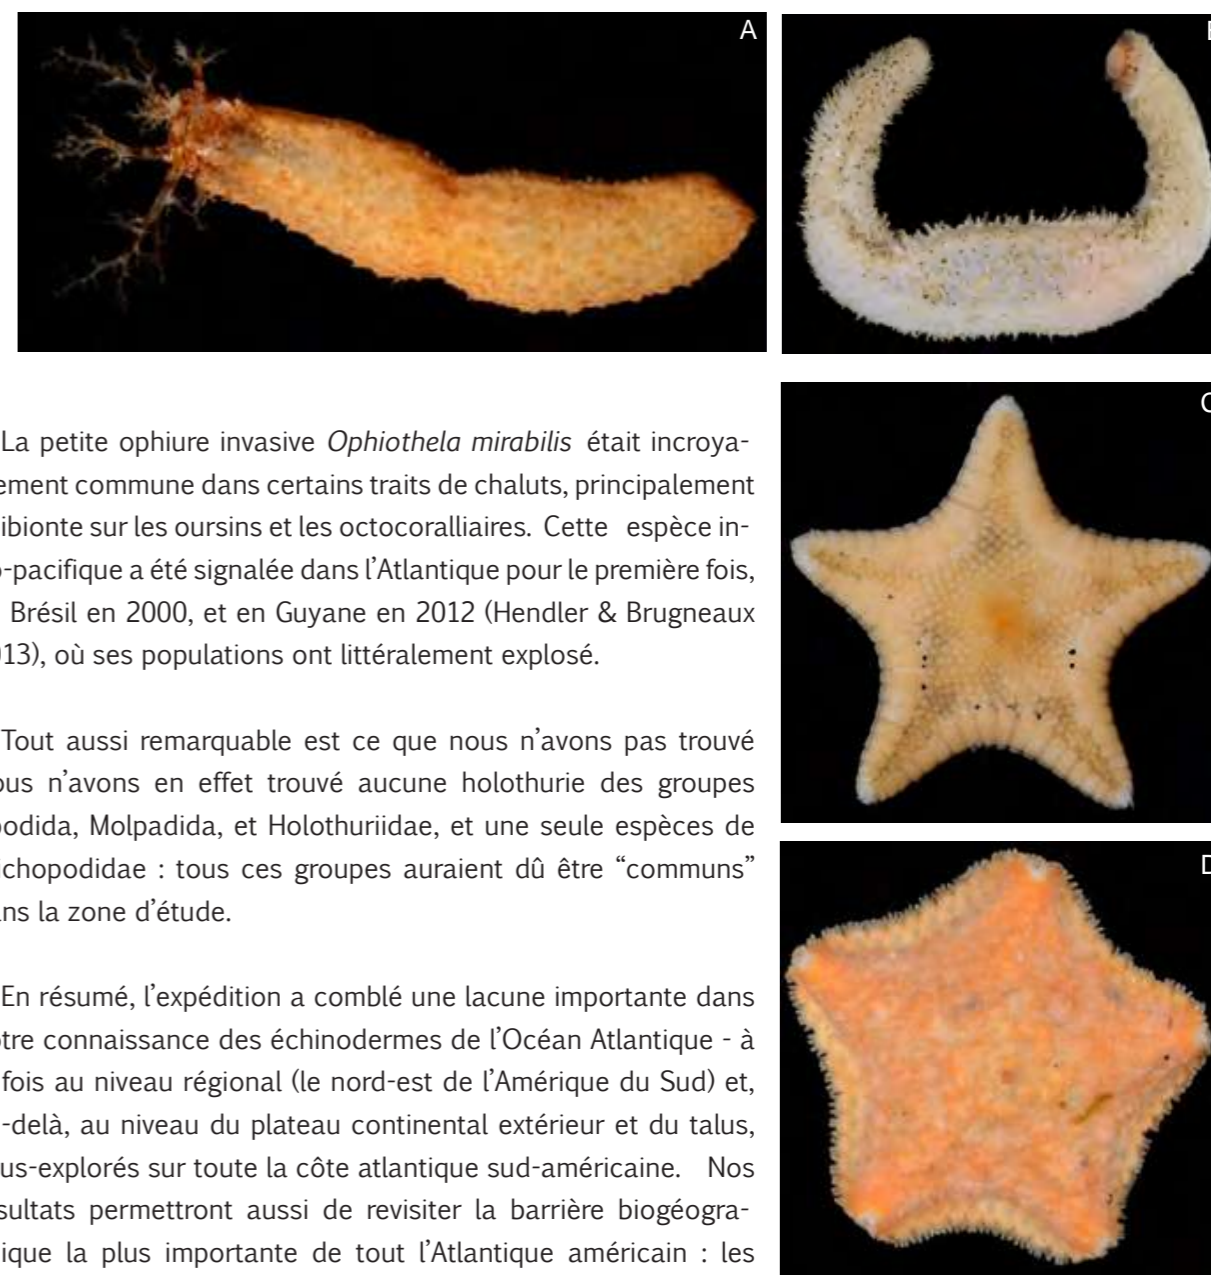 A
La petite ophiure invasive Ophiothela mirabilis était incroya-
ement commune dans certains traits de chaluts, principalement
ibionte sur les oursins et les octocoralliaires. Cette espèce in-
-pacifique a été signalée dans l’Atlantique pour le première fois,
Brésil en 2000, et en Guyane en 2012 (Hendler & Brugneaux
13), où ses populations ont littéralement explosé.
Tout aussi remarquable est ce que nous n’avons pas trouvé
ous n’avons en effet trouvé aucune holothurie des groupes
podida, Molpadida, et Holothuriidae, et une seule espèces de
ichopodidae : tous ces groupes auraient dû être “communs”
ns la zone d’étude.
En résumé, l’expédition a comblé une lacune importante dans
tre connaissance des échinodermes de l’Océan Atlantique - à
fois au niveau régional (le nord-est de l’Amérique du Sud) et,
-delà, au niveau du plateau continental extérieur et du talus,
us-explorés sur toute la côte atlantique sud-américaine. Nos
sultats permettront aussi de revisiter la barrière biogéogra-
ique la plus importante de tout l’Atlantique américain : les
C
D